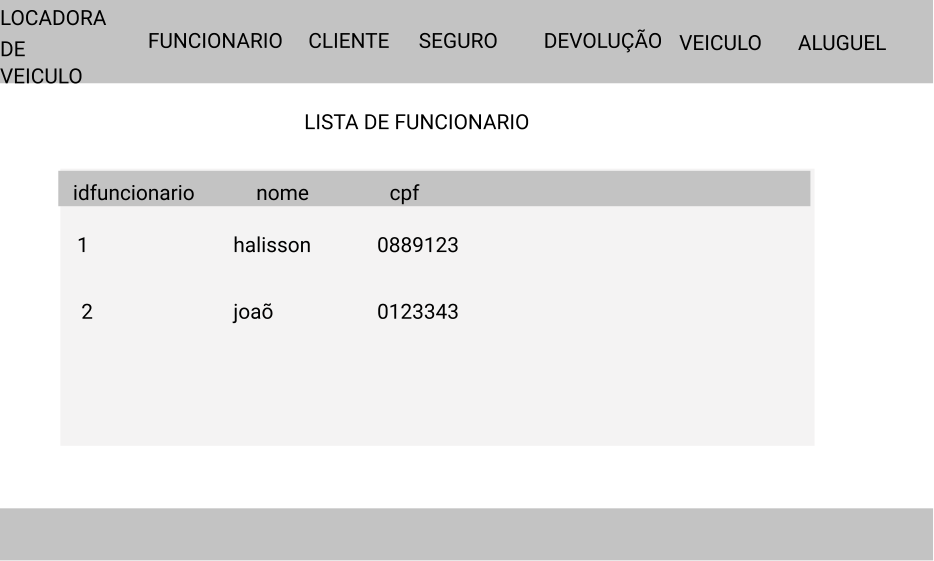 LOCADORA
DE
VEICULO
FUNCIONARIO CLIENTE SEGURO DEVOLUÇÃO VEICULO ALUGUEL
LISTA DE FUNCIONARIO
idfuncionario nome cpf
1 halisson 0889123
2 joaõ 0123343